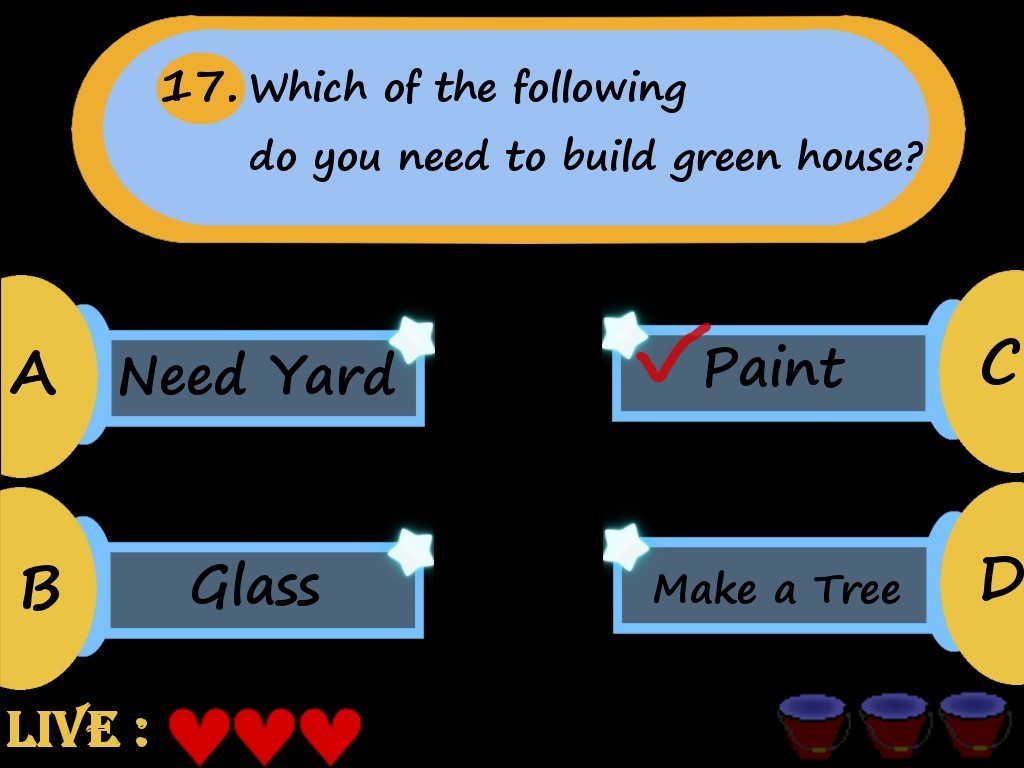 17. Which of the following
do you need to build green house?
A Need Yard
Paint C
B Glass
Make a Tree D
LIVE :